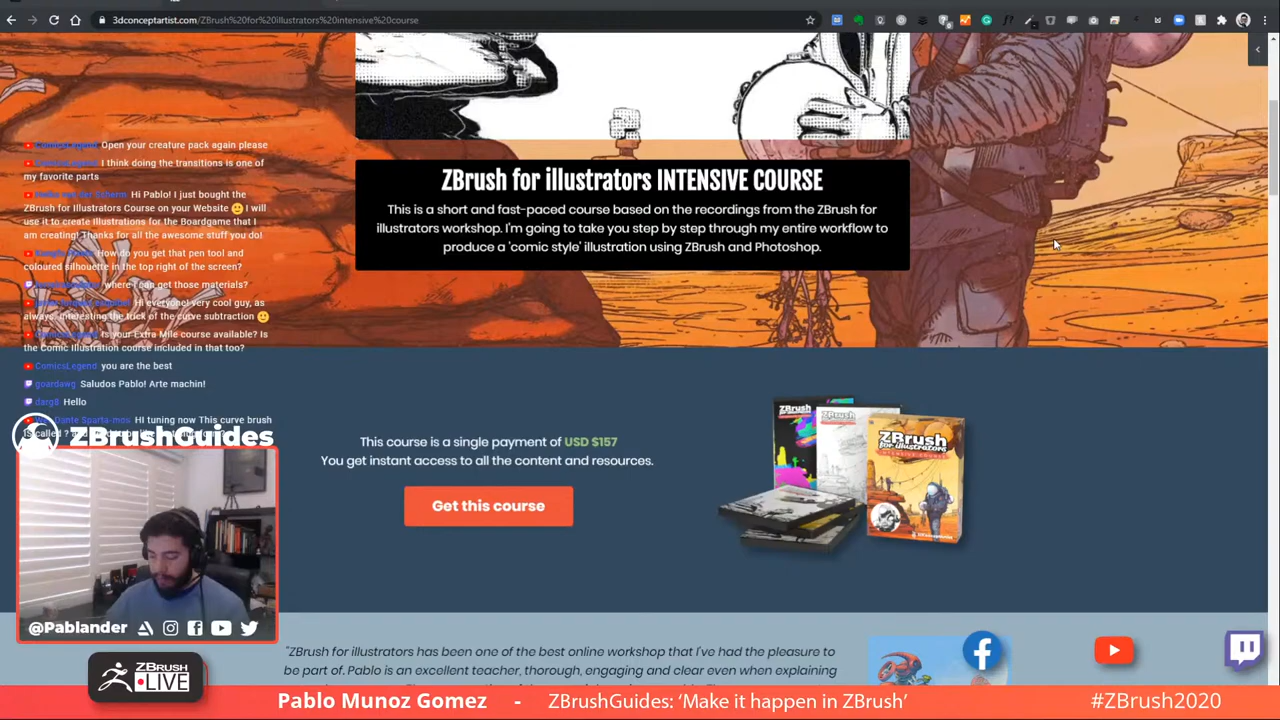 3dconceptartist.com/ZBrush%20for%20illustrators%20intensive%20course
Open your creature pack again please
I think doing the transitions is one of
my favorite parts
Hi Pablo! I just bought the
ZBrush for Illustrators Course on your Website I will
use it to create Illustrations for the Boardgame that I
am creating! Thanks for all the awesome stuff you do!
How do you get that pen tool and
coloured silhouette in the top right of the screen?
where I can get those materials?
Hi everyone! very cool guy, as
always. interesting the trick of the curve subtraction
Is your Extra Mile course available? Is
the Comic Illustration course included in that too?
ComicsLegend you are the best
goardawg Saludos Pablo! Arte machin!
darg8 Hello
HI tuning now This curve brush
ZBrushGuides
@Pablander
ZBRUSH
LIVE
ZBrush for illustrators INTENSIVE COURSE
This is a short and fast-paced course based on the recordings from the ZBrush for
illustrators workshop. I'm going to take you step by step through my entire workflow to
produce a 'comic style' illustration using ZBrush and Photoshop.
This course is a single payment of USD $157
You get instant access to all the content and resources.
Get this course
ZBrush
ZBrush
ZBrush
for illustrators
INTENSIVE COURSE
"ZBrush for illustrators has been one of the best online workshop that I've had the pleasure to
be part of. Pablo is an excellent teacher, thorough, engaging and clear even when explaining
Pablo Munoz Gomez - ZBrushGuides: 'Make it happen in ZBrush' #ZBrush2020